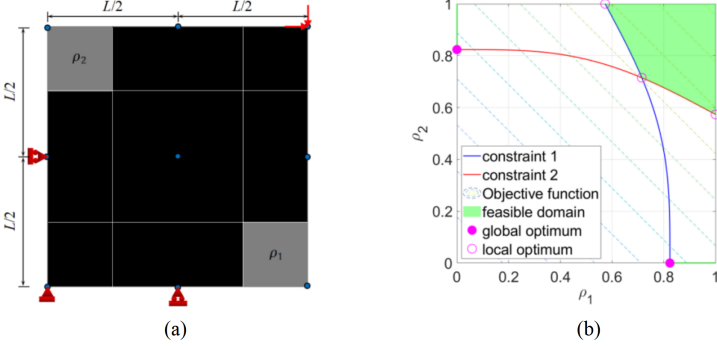 L/2
L/2
L/2
L/2
ρ2
ρ1
(a)
1
0.8
0.6
0.4
0.2
0
ρ2
constraint 1
constraint 2
Objective function
feasible domain
global optimum
local optimum
0
0.2
0.4
0.6
0.8
1
ρ1
(b)